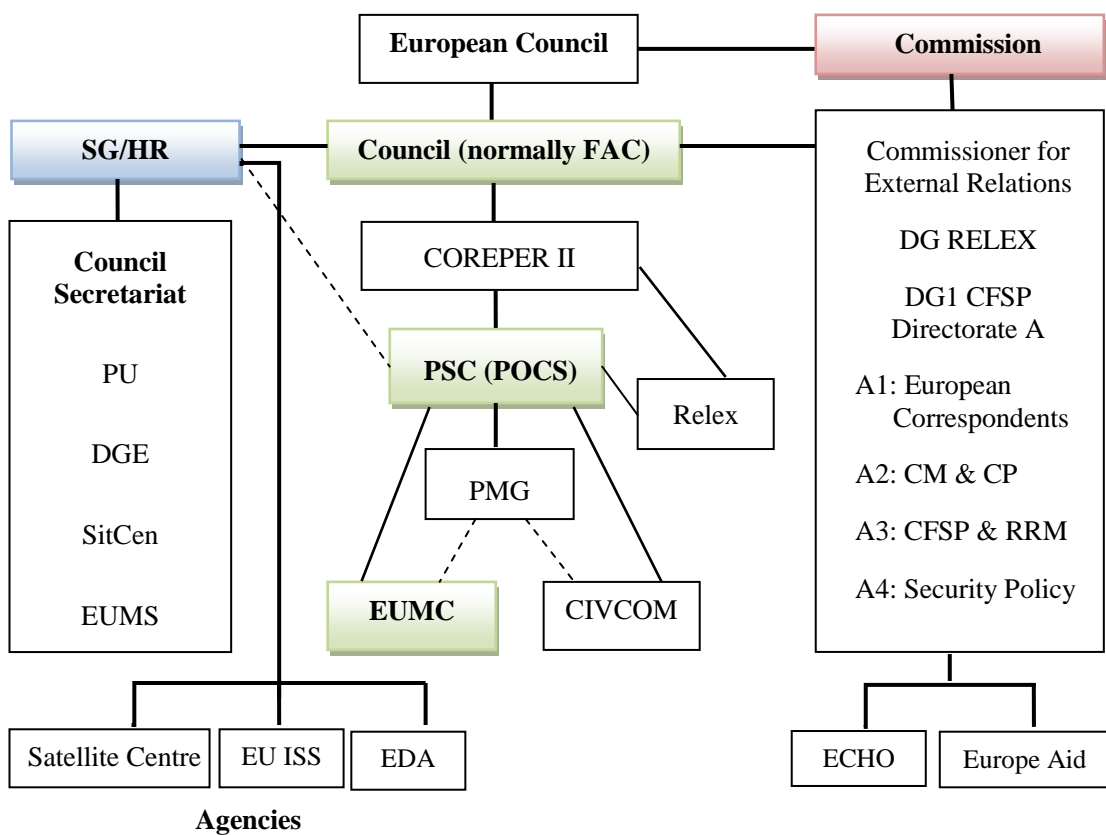 European Council
Commission
SG/HR
Council (normally FAC)
Commissioner for
External Relations
DG RELEX
DG1 CFSP
Directorate A
A1: European
Correspondents
A2: CM & CP
A3: CFSP & RRM
A4: Security Policy
Council
Secretariat
PU
DGE
SitCen
EUMS
COREPER II
PSC (POCS)
Relex
PMG
EUMC
CIVCOM
Satellite Centre
EU ISS
EDA
ECHO
Europe Aid
Agencies